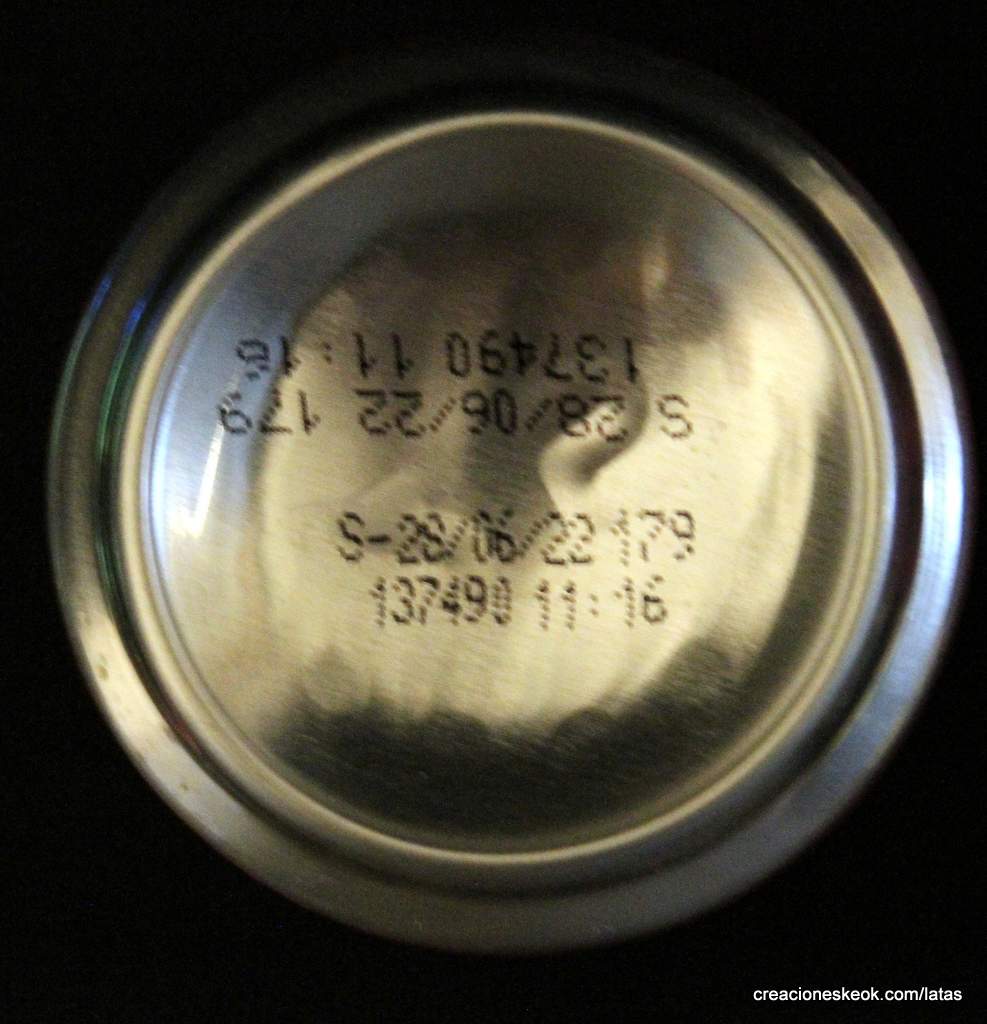 137490 11:16
S 28/06/22 179
S-28/06/22 179
137490 11:16
creacioneskeok.com/latas